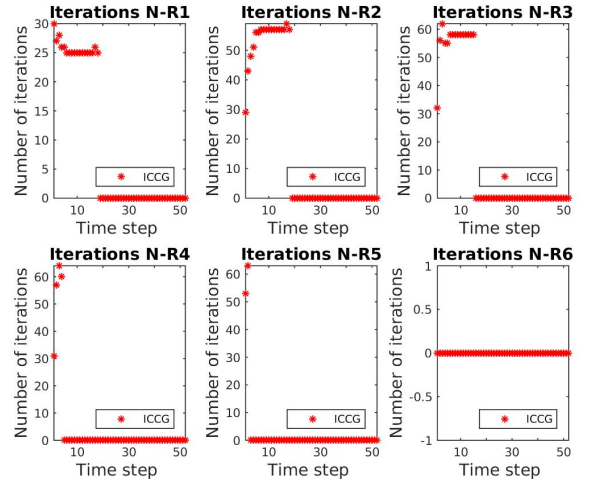 Iterations N-R1
Number of iterations
30
25
20
15
10
5
0
ICCG
10 30 50
Time step
Iterations N-R2
Number of iterations
50
40
30
20
10
0
ICCG
10 30 50
Time step
Iterations N-R3
Number of iterations
60
50
40
30
20
10
0
ICCG
10 30 50
Time step
Iterations N-R4
Number of iterations
60
50
40
30
20
10
0
ICCG
10 30 50
Time step
Iterations N-R5
Number of iterations
60
50
40
30
20
10
0
ICCG
10 30 50
Time step
Iterations N-R6
Number of iterations
1
0.5
0
-0.5
-1
ICCG
10 30 50
Time step